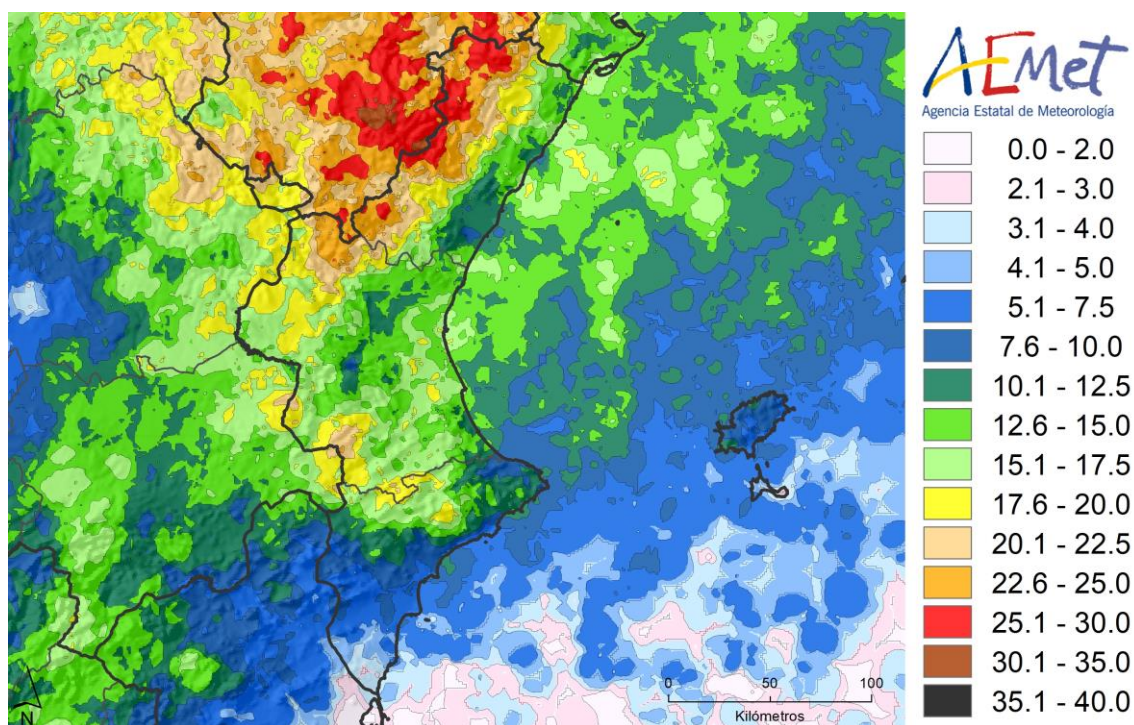 AEMet
Agencia Estatal de Meteorología
0.0 - 2.0
2.1 - 3.0
3.1 - 4.0
4.1 - 5.0
5.1 - 7.5
7.6 - 10.0
10.1 - 12.5
12.6 - 15.0
15.1 - 17.5
17.6 - 20.0
20.1 - 22.5
22.6 - 25.0
25.1 - 30.0
30.1 - 35.0
35.1 - 40.0
0 50 100
Kilómetros
N